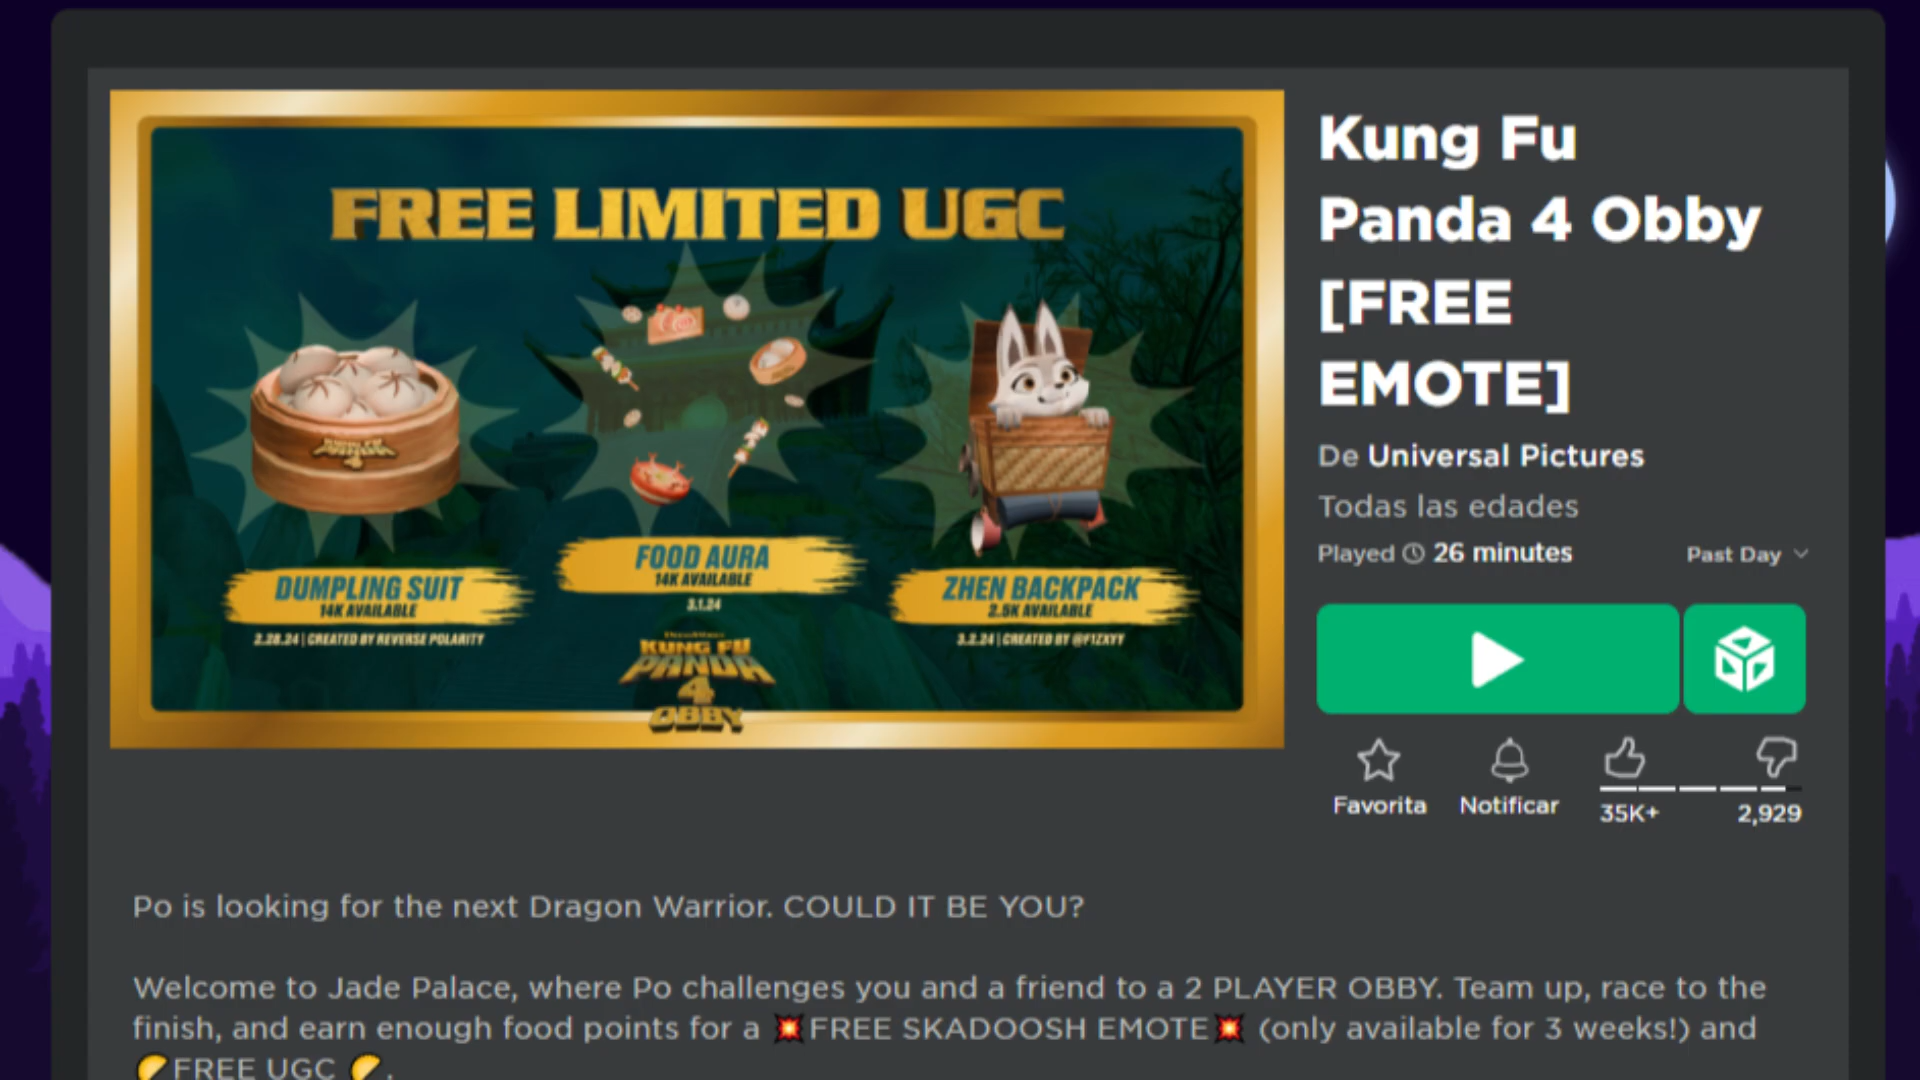 FREE LIMITED UGC
KUNG FU
PANDA
4
DUMPLING SUIT
14K AVAILABLE
2.28.24 | CREATED BY REVERSE POLARITY
FOOD AURA
14K AVAILABLE
3.1.24
ZHEN BACKPACK
2.5K AVAILABLE
3.2.24 | CREATED BY @F1ZXYY
DREAMWORKS
KUNG FU
PANDA
4
OBBY
Kung Fu
Panda 4 Obby
[FREE
EMOTE]
De Universal Pictures
Todas las edades
Played 26 minutes Past Day
Favorita Notificar 35K+ 2,929
Po is looking for the next Dragon Warrior. COULD IT BE YOU?
Welcome to Jade Palace, where Po challenges you and a friend to a 2 PLAYER OBBY. Team up, race to the
finish, and earn enough food points for a 💥FREE SKADOOSH EMOTE💥 (only available for 3 weeks!) and
🥟FREE UGC 🥟.